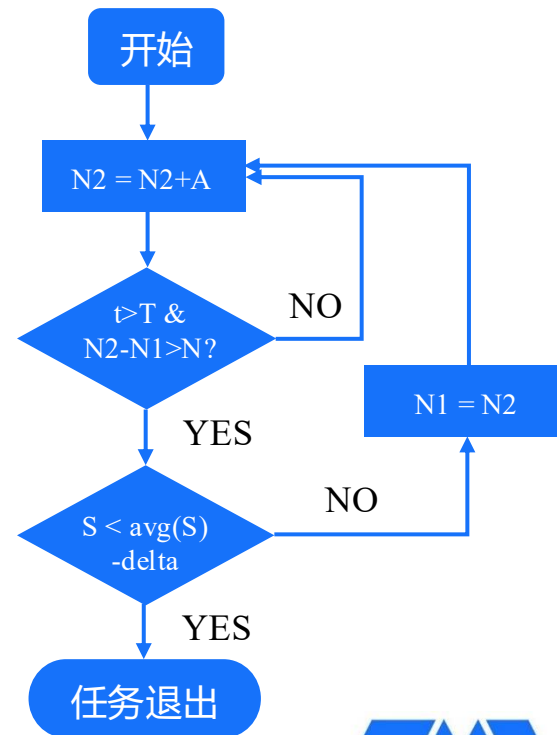 开始
N2 = N2+A
t>T &
N2-N1>N?
NO
N1 = N2
YES
S < avg(S)
-delta
NO
YES
任务退出